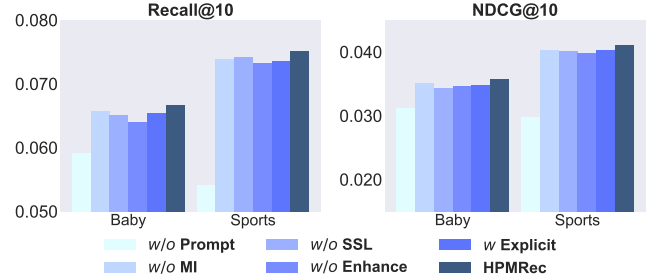 Recall@10
NDCG@10
0.080
0.070
0.060
0.050
Baby
Sports
0.040
0.030
0.020
Baby
Sports
w/o Prompt
w/o SSL
w Explicit
w/o MI
w/o Enhance
HPMRec